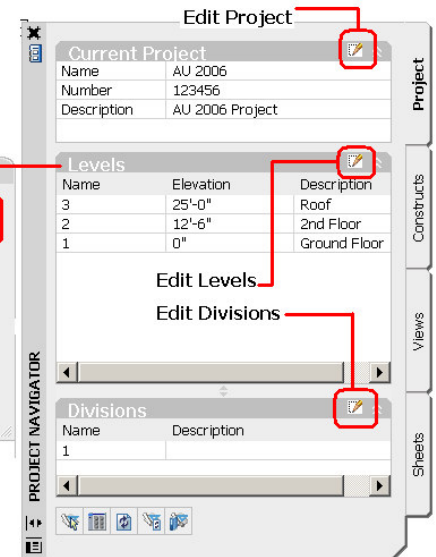 Edit Project
Current Project
Name AU 2006
Number 123456
Description AU 2006 Project
Levels
Name Elevation Description
3 25'-0" Roof
2 12'-6" 2nd Floor
1 0" Ground Floor
Edit Levels
Edit Divisions
Divisions
Name Description
1
PROJECT NAVIGATOR
Project
Constructs
Views
Sheets